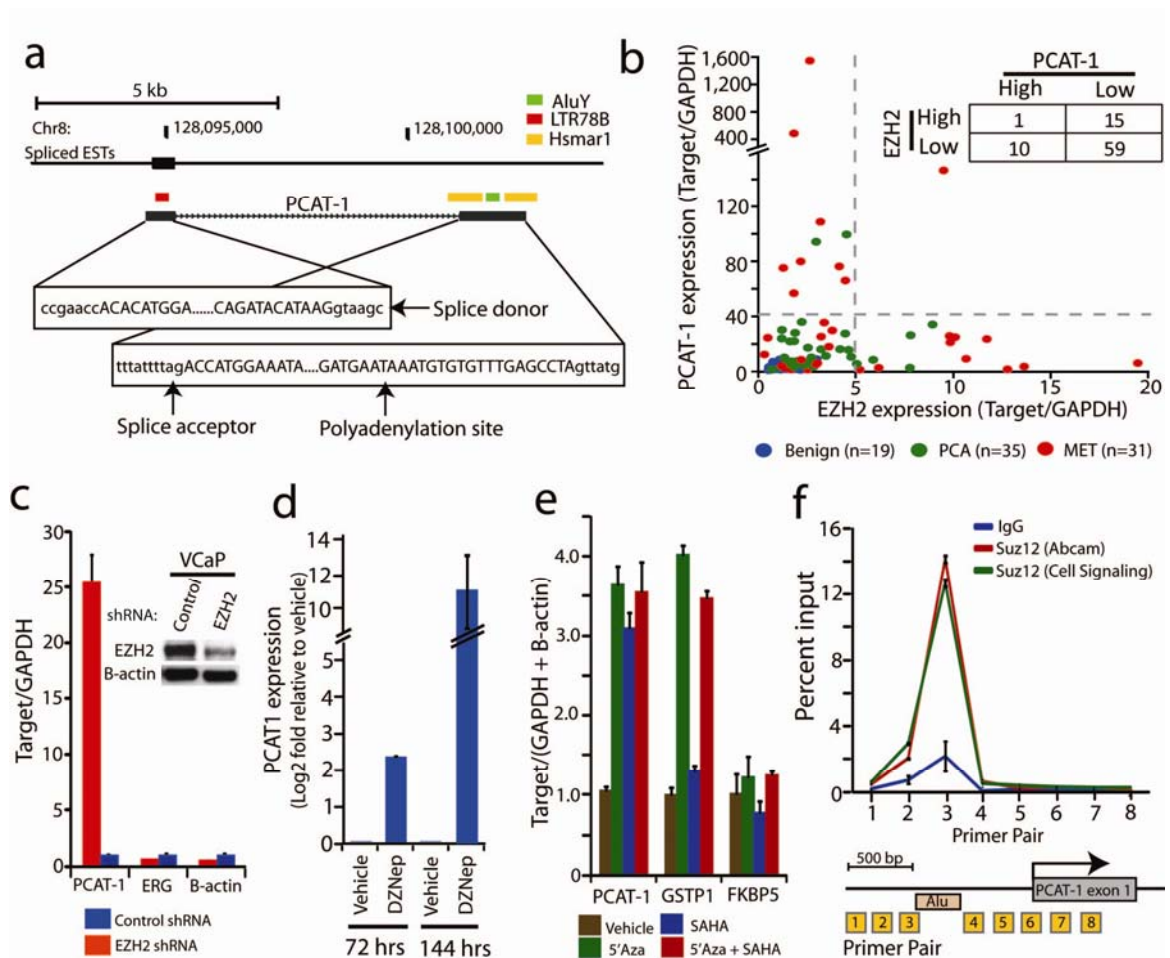 a
5 kb
AluY
LTR78B
Hsmar1
Chr8:
128,095,000
128,100,000
Spliced ESTs
PCAT-1
ccgaaccACACATGGA......CAGATACATAAGgtaagc
Splice donor
tttattttagACCATGGAAATA....GATGAATAAATGTGTGTTTGAGCCTAgttatg
Splice acceptor
Polyadenylation site
b
PCAT-1 expression (Target/GAPDH)
1,600
1,200
800
400
120
80
40
0
0
5
10
15
20
EZH2 expression (Target/GAPDH)
PCAT-1
High
Low
EZH2
High
1
15
Low
10
59
Benign (n=19)
PCA (n=35)
MET (n=31)
c
Target/GAPDH
30
25
20
15
10
5
0
VCaP
shRNA:
Control
EZH2
EZH2
B-actin
PCAT-1
ERG
B-actin
Control shRNA
EZH2 shRNA
d
PCAT1 expression
(Log2 fold relative to vehicle)
14
12
10
5
4
3
2
1
0
Vehicle
DZNep
Vehicle
DZNep
72 hrs
144 hrs
e
Target/(GAPDH + B-actin)
4.0
3.0
2.0
1.0
0
PCAT-1
GSTP1
FKBP5
Vehicle
SAHA
5'Aza
5'Aza + SAHA
f
IgG
Suz12 (Abcam)
Suz12 (Cell Signaling)
Percent input
16
12
8
4
0
1
2
3
4
5
6
7
8
Primer Pair
500 bp
PCAT-1 exon 1
Alu
1
2
3
4
5
6
7
8
Primer Pair